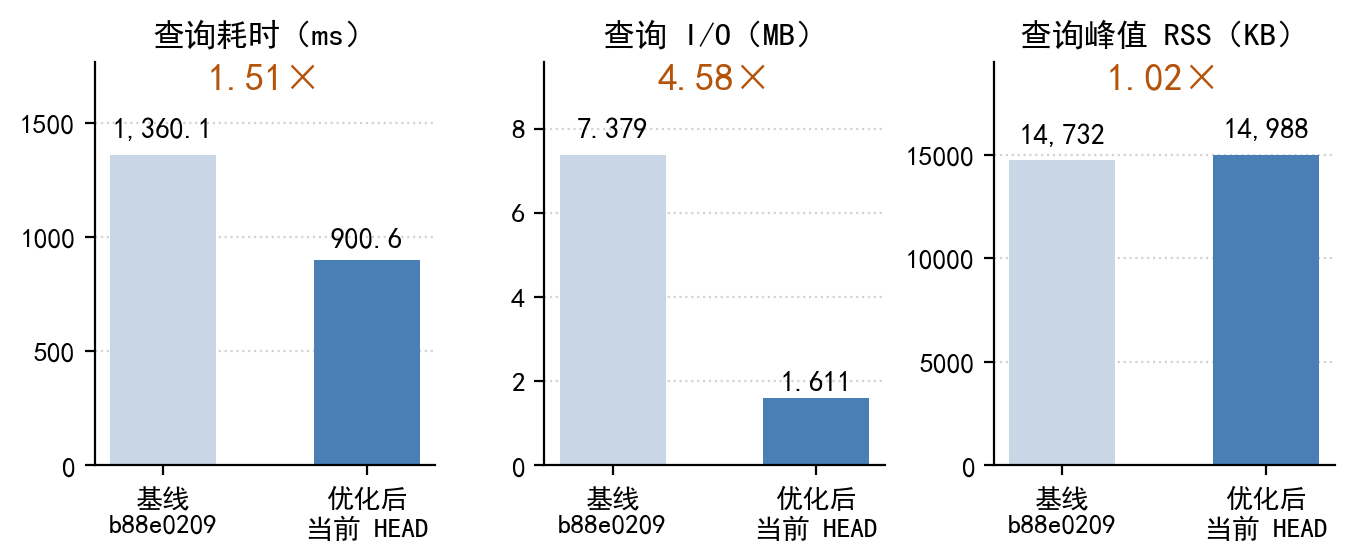 查询耗时（ms）
1.51×
1500
1000
500
0
1,360.1
900.6
基线
b88e0209
优化后
当前 HEAD
查询 I/O（MB）
4.58×
8
6
4
2
0
7.379
1.611
基线
b88e0209
优化后
当前 HEAD
查询峰值 RSS（KB）
1.02×
15000
10000
5000
0
14,732
14,988
基线
b88e0209
优化后
当前 HEAD